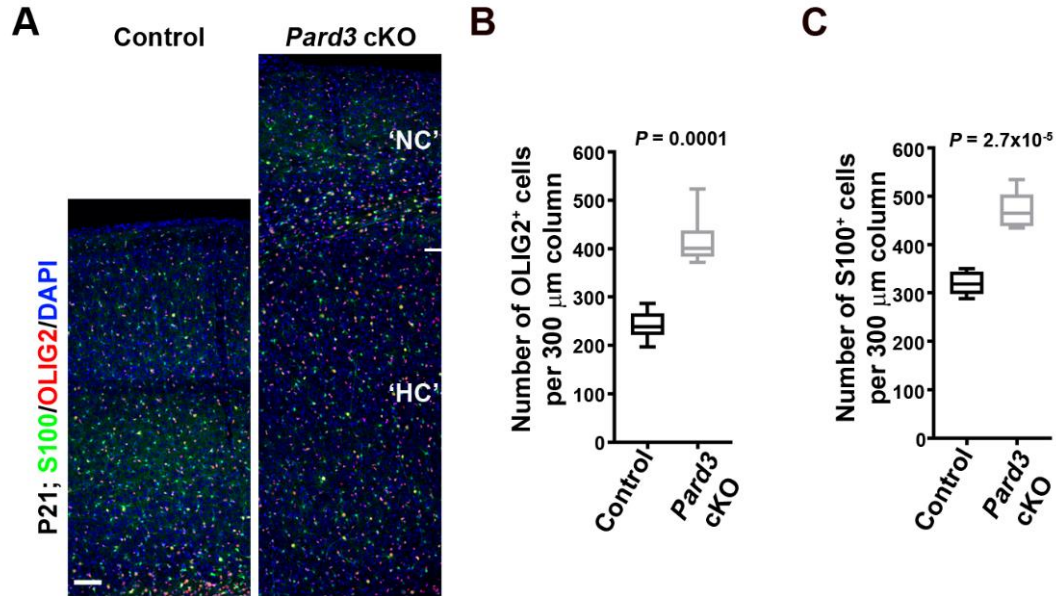 A
Control
Pard3 cKO
‘NC’
‘HC’
P21; S100/OLIG2/DAPI
B
P = 0.0001
Number of OLIG2⁺ cells
per 300 μm column
600
500
400
300
200
100
0
Control
Pard3
cKO
C
P = 2.7x10⁻⁵
Number of S100⁺ cells
per 300 μm column
600
500
400
300
200
100
0
Control
Pard3
cKO